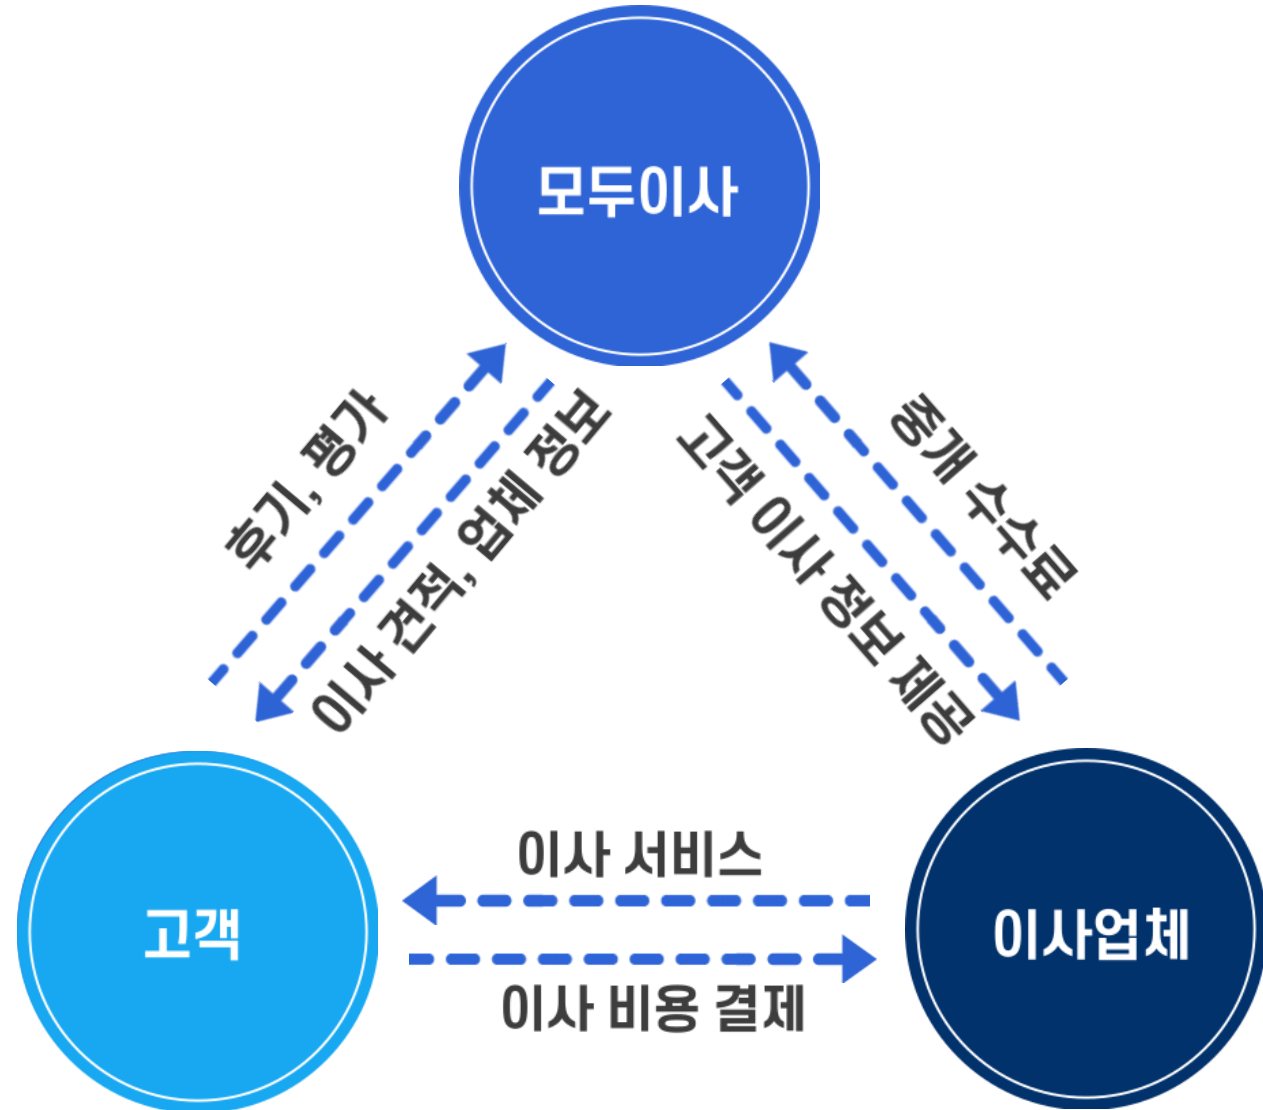 모두이사
후기, 평가
이사 견적, 업체 정보
고객 이사 정보 제공
중개 수수료
이사 서비스
고객
이사업체
이사 비용 결제